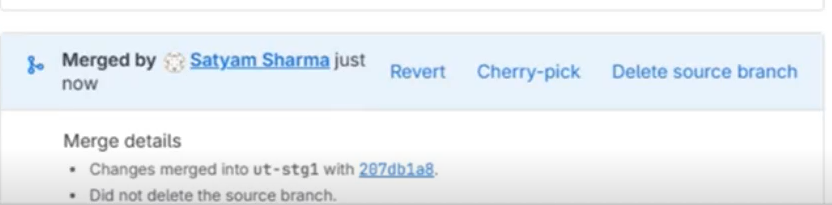 Merged by Satyam Sharma just
now
Revert Cherry-pick Delete source branch
Merge details
• Changes merged into ut-stg1 with 207db1a8.
• Did not delete the source branch.